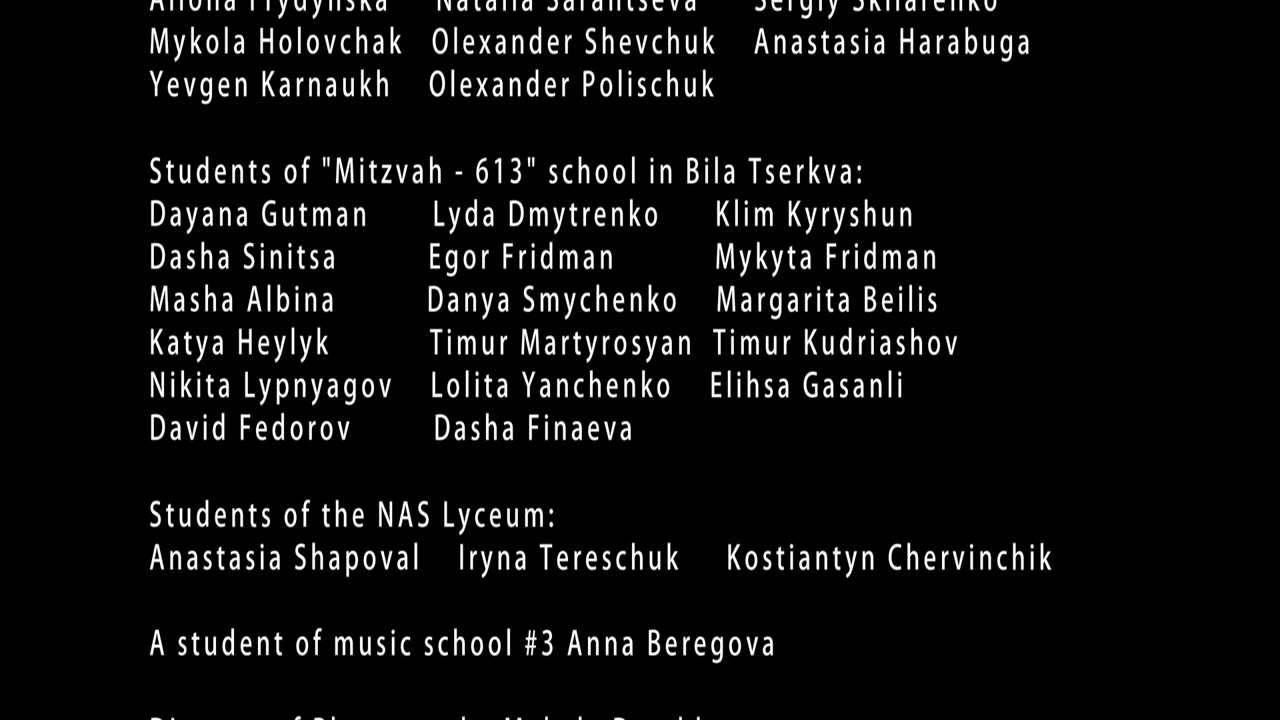 Mykola Holovchak Olexander Shevchuk Anastasia Harabuga
Yevgen Karnaukh Olexander Polischuk
Students of "Mitzvah - 613" school in Bila Tserkva:
Dayana Gutman Lyda Dmytrenko Klim Kyryshun
Dasha Sinitsa Egor Fridman Mykyta Fridman
Masha Albina Danya Smychenko Margarita Beilis
Katya Heylyk Timur Martyrosyan Timur Kudriashov
Nikita Lypnyagov Lolita Yanchenko Elihsa Gasanli
David Fedorov Dasha Finaeva
Students of the NAS Lyceum:
Anastasia Shapoval Iryna Tereschuk Kostiantyn Chervinchik
A student of music school #3 Anna Beregova